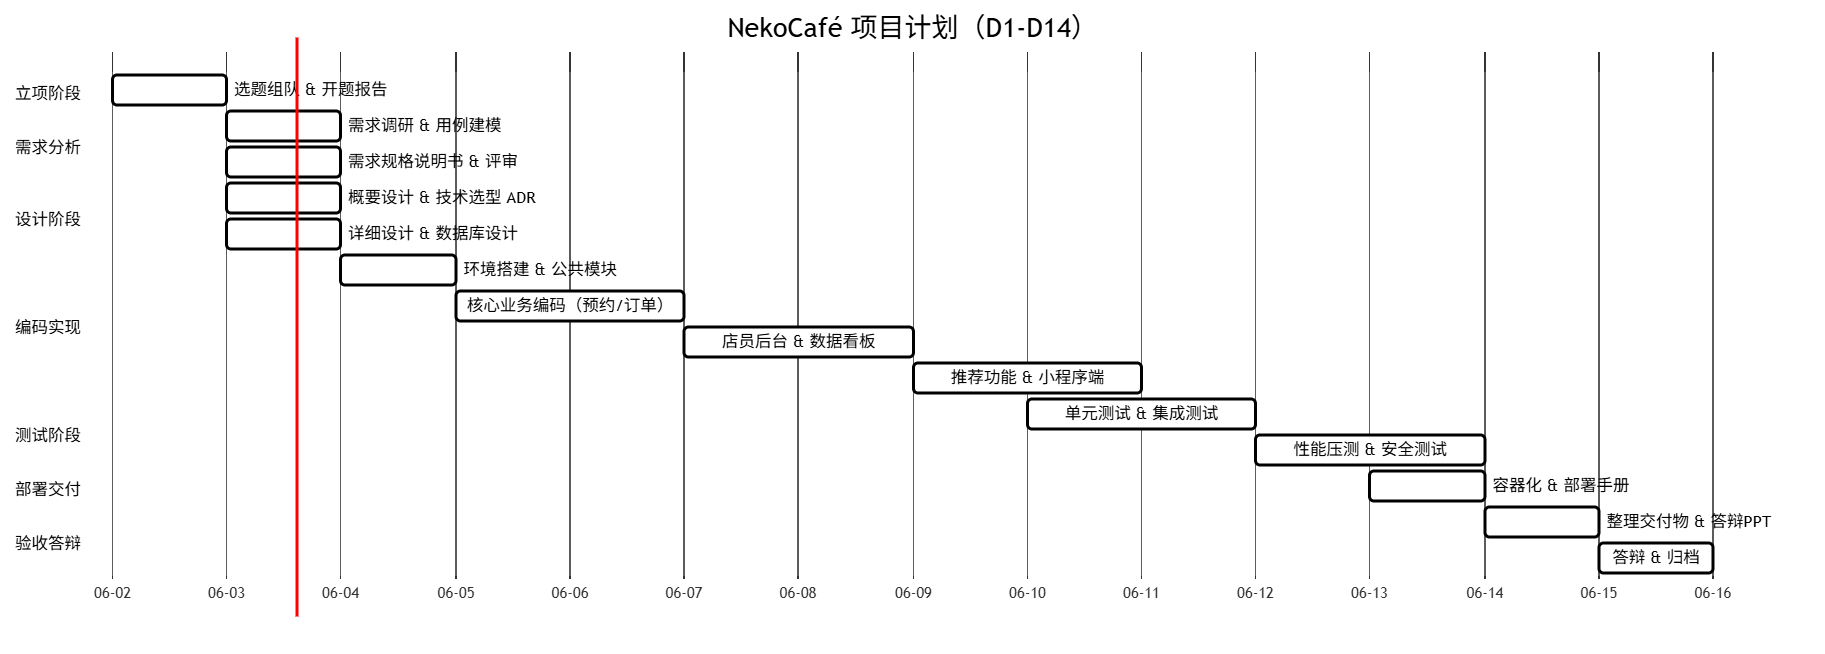 NekoCafé 项目计划（D1-D14）
立项阶段
选题组队 & 开题报告
需求分析
需求调研 & 用例建模
需求规格说明书 & 评审
设计阶段
概要设计 & 技术选型 ADR
详细设计 & 数据库设计
编码实现
环境搭建 & 公共模块
核心业务编码（预约/订单）
店员后台 & 数据看板
推荐功能 & 小程序端
测试阶段
单元测试 & 集成测试
性能压测 & 安全测试
部署交付
容器化 & 部署手册
验收答辩
整理交付物 & 答辩PPT
答辩 & 归档
06-02 06-03 06-04 06-05 06-06 06-07 06-08 06-09 06-10 06-11 06-12 06-13 06-14 06-15 06-16